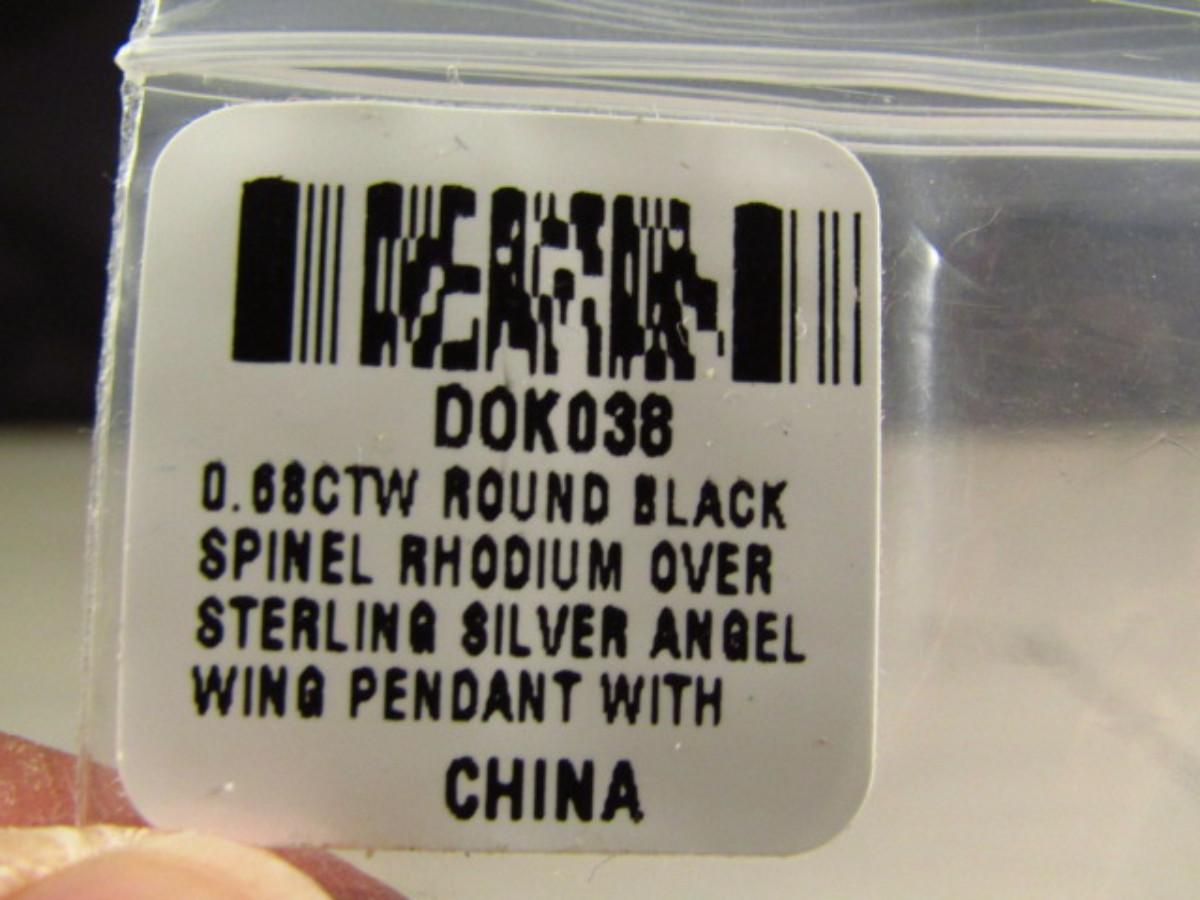 DOK038
0.68CTW ROUND BLACK
SPINEL RHODIUM OVER
STERLING SILVER ANGEL
WING PENDANT WITH
CHINA